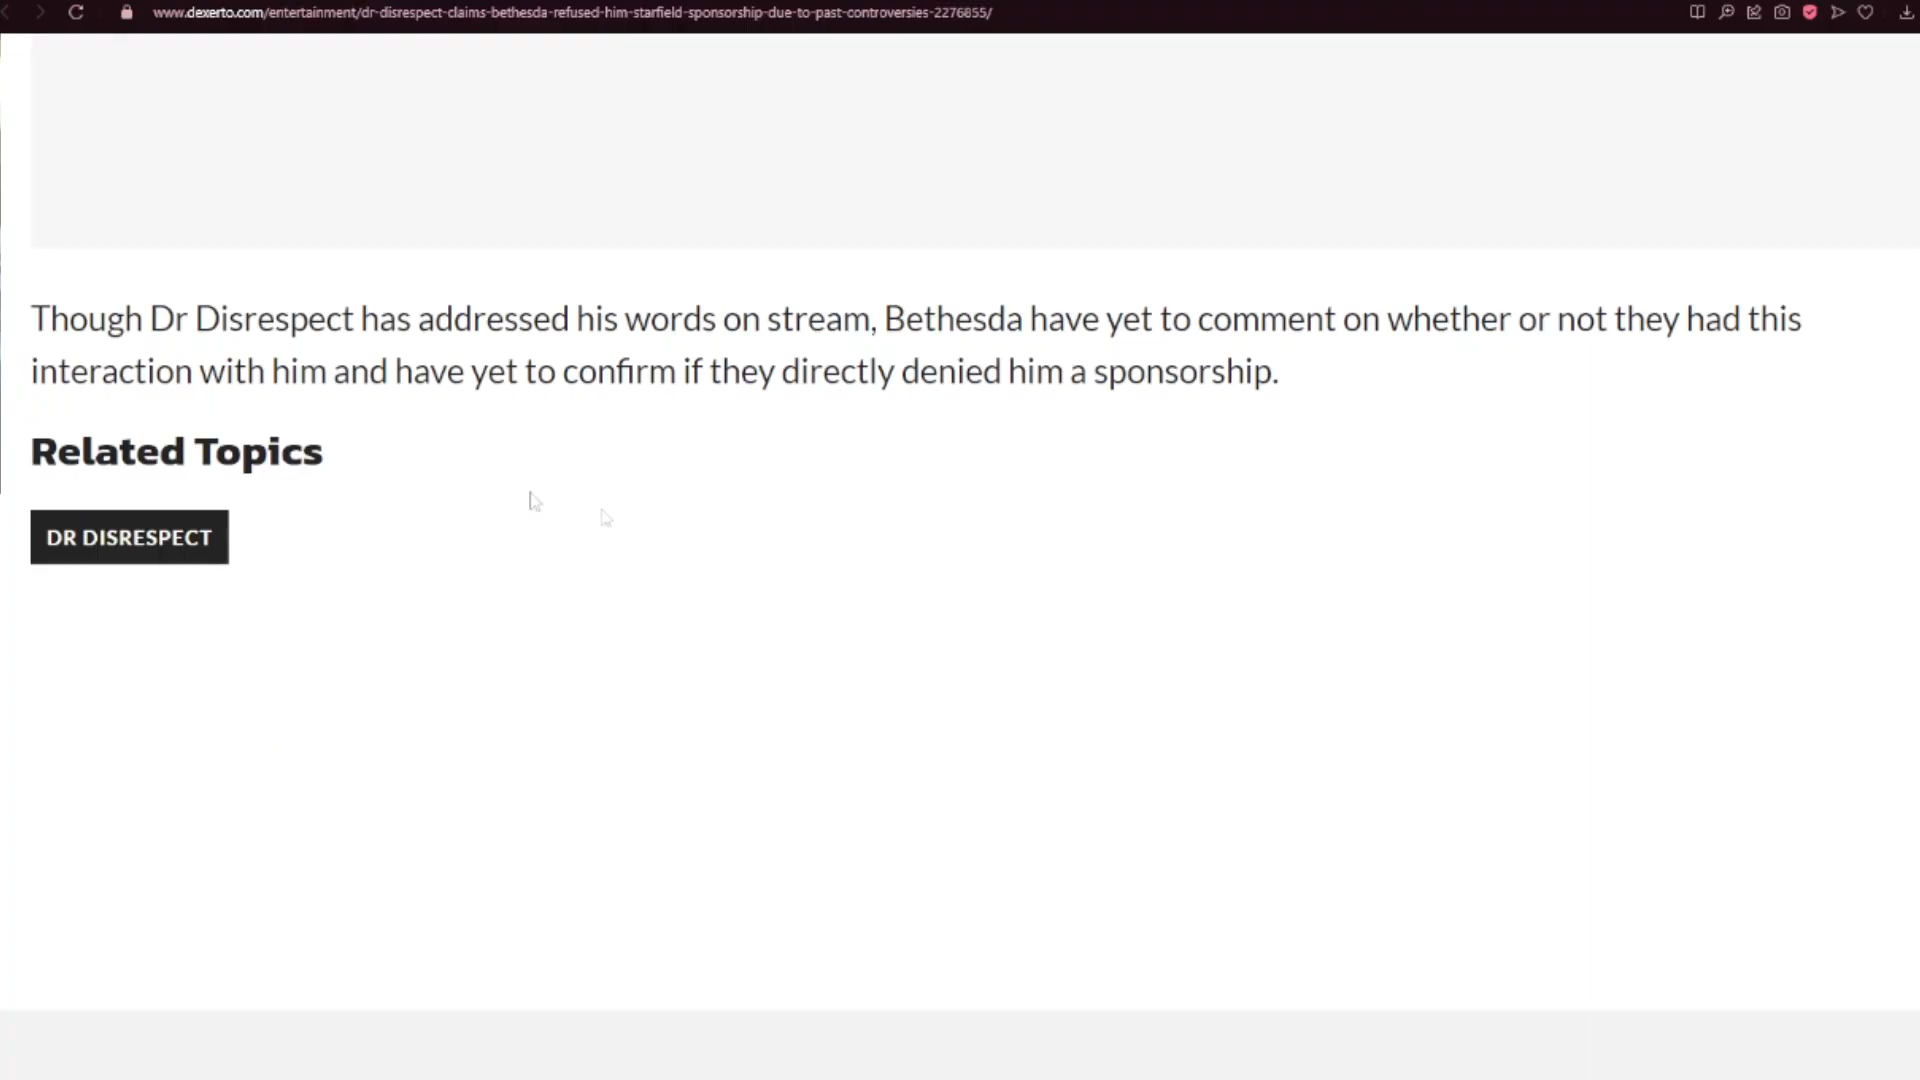 www.dexerto.com/entertainment/dr-disrespect-claims-bethesda-refused-him-starfield-sponsorship-due-to-past-controversies-2276855/
Though Dr Disrespect has addressed his words on stream, Bethesda have yet to comment on whether or not they had this
interaction with him and have yet to confirm if they directly denied him a sponsorship.
Related Topics
DR DISRESPECT